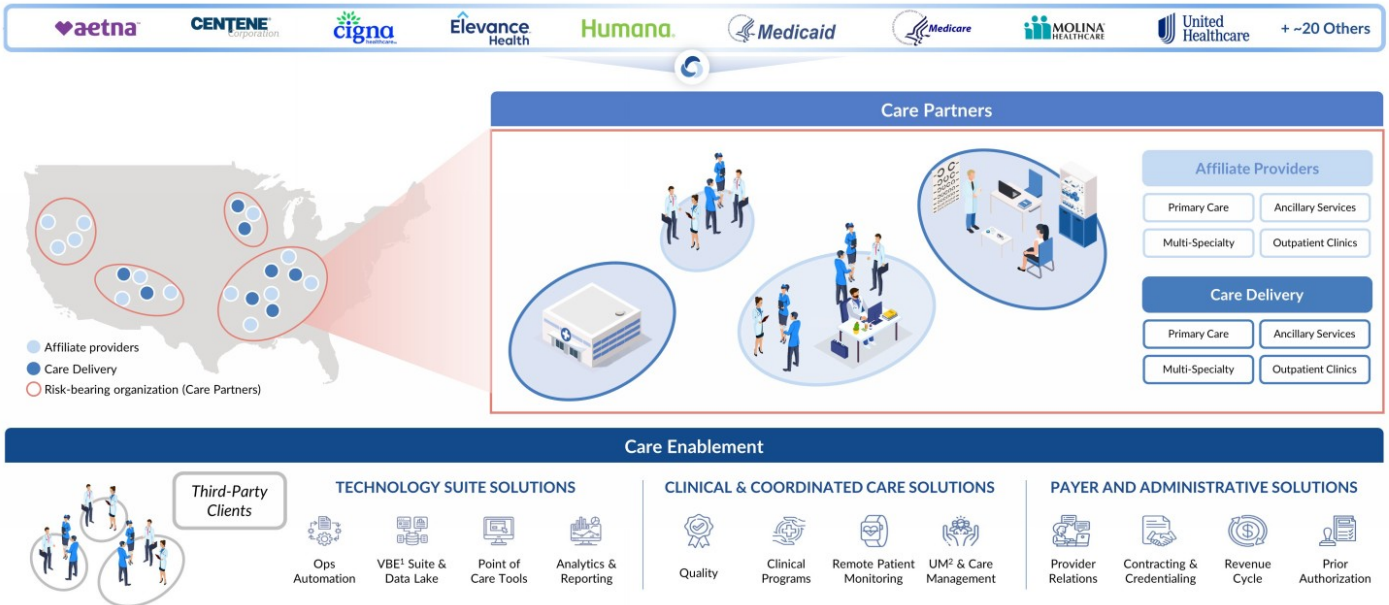 aetna™
CENTENE
Corporation
cigna
healthcare™
Elevance
Health
Humana®
Medicaid
Medicare
MOLINA®
HEALTHCARE
United
Healthcare
+ ~20 Others
Care Partners
Affiliate Providers
Primary Care
Ancillary Services
Multi-Specialty
Outpatient Clinics
Care Delivery
Primary Care
Ancillary Services
Multi-Specialty
Outpatient Clinics
Affiliate providers
Care Delivery
Risk-bearing organization (Care Partners)
Care Enablement
Third-Party
Clients
TECHNOLOGY SUITE SOLUTIONS
Ops
Automation
VBE¹ Suite &
Data Lake
Point of
Care Tools
Analytics &
Reporting
CLINICAL & COORDINATED CARE SOLUTIONS
Quality
Clinical
Programs
Remote Patient
Monitoring
UM² & Care
Management
PAYER AND ADMINISTRATIVE SOLUTIONS
Provider
Relations
Contracting &
Credentialing
Revenue
Cycle
Prior
Authorization